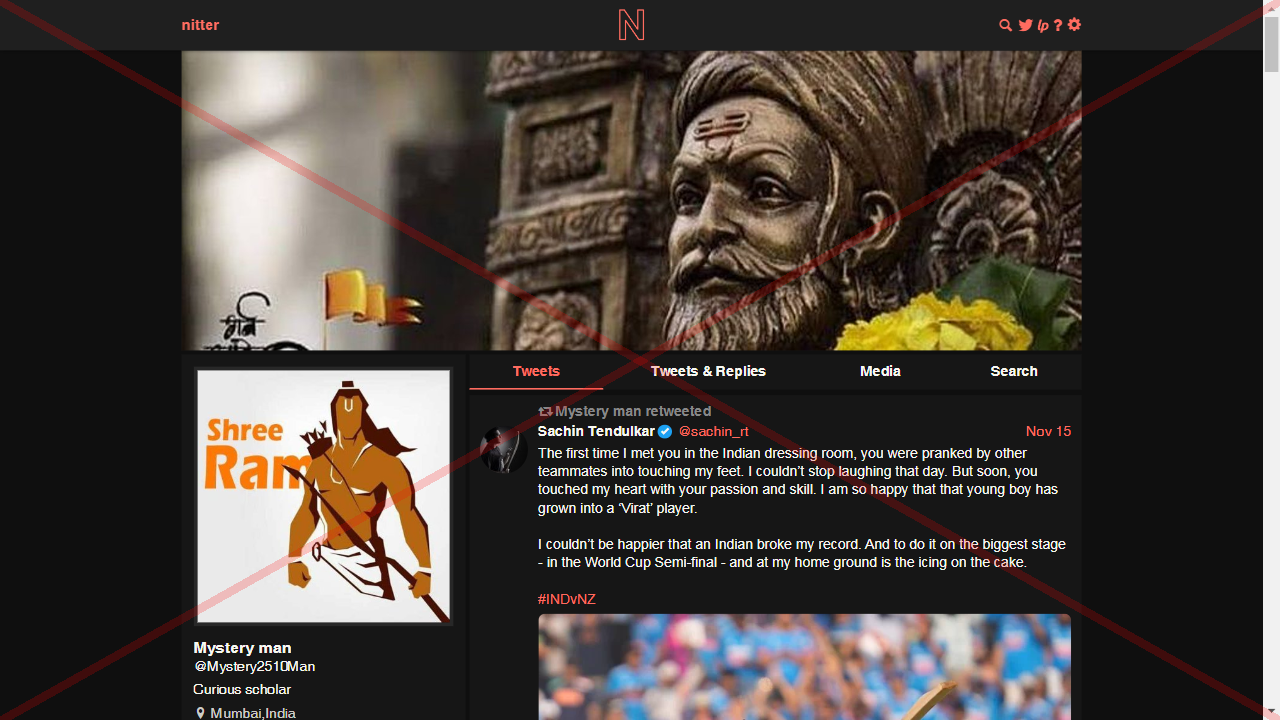 nitter
N
lp ?
Tweets
Tweets & Replies
Media
Search
Shree
Ram
Mystery man
@Mystery2510Man
Curious scholar
Mumbai,India
Mystery man retweeted
Sachin Tendulkar @sachin_rt Nov 15
The first time I met you in the Indian dressing room, you were pranked by other
teammates into touching my feet. I couldn’t stop laughing that day. But soon, you
touched my heart with your passion and skill. I am so happy that that young boy has
grown into a ‘Virat’ player.
I couldn’t be happier that an Indian broke my record. And to do it on the biggest stage
- in the World Cup Semi-final - and at my home ground is the icing on the cake.
#INDvNZ